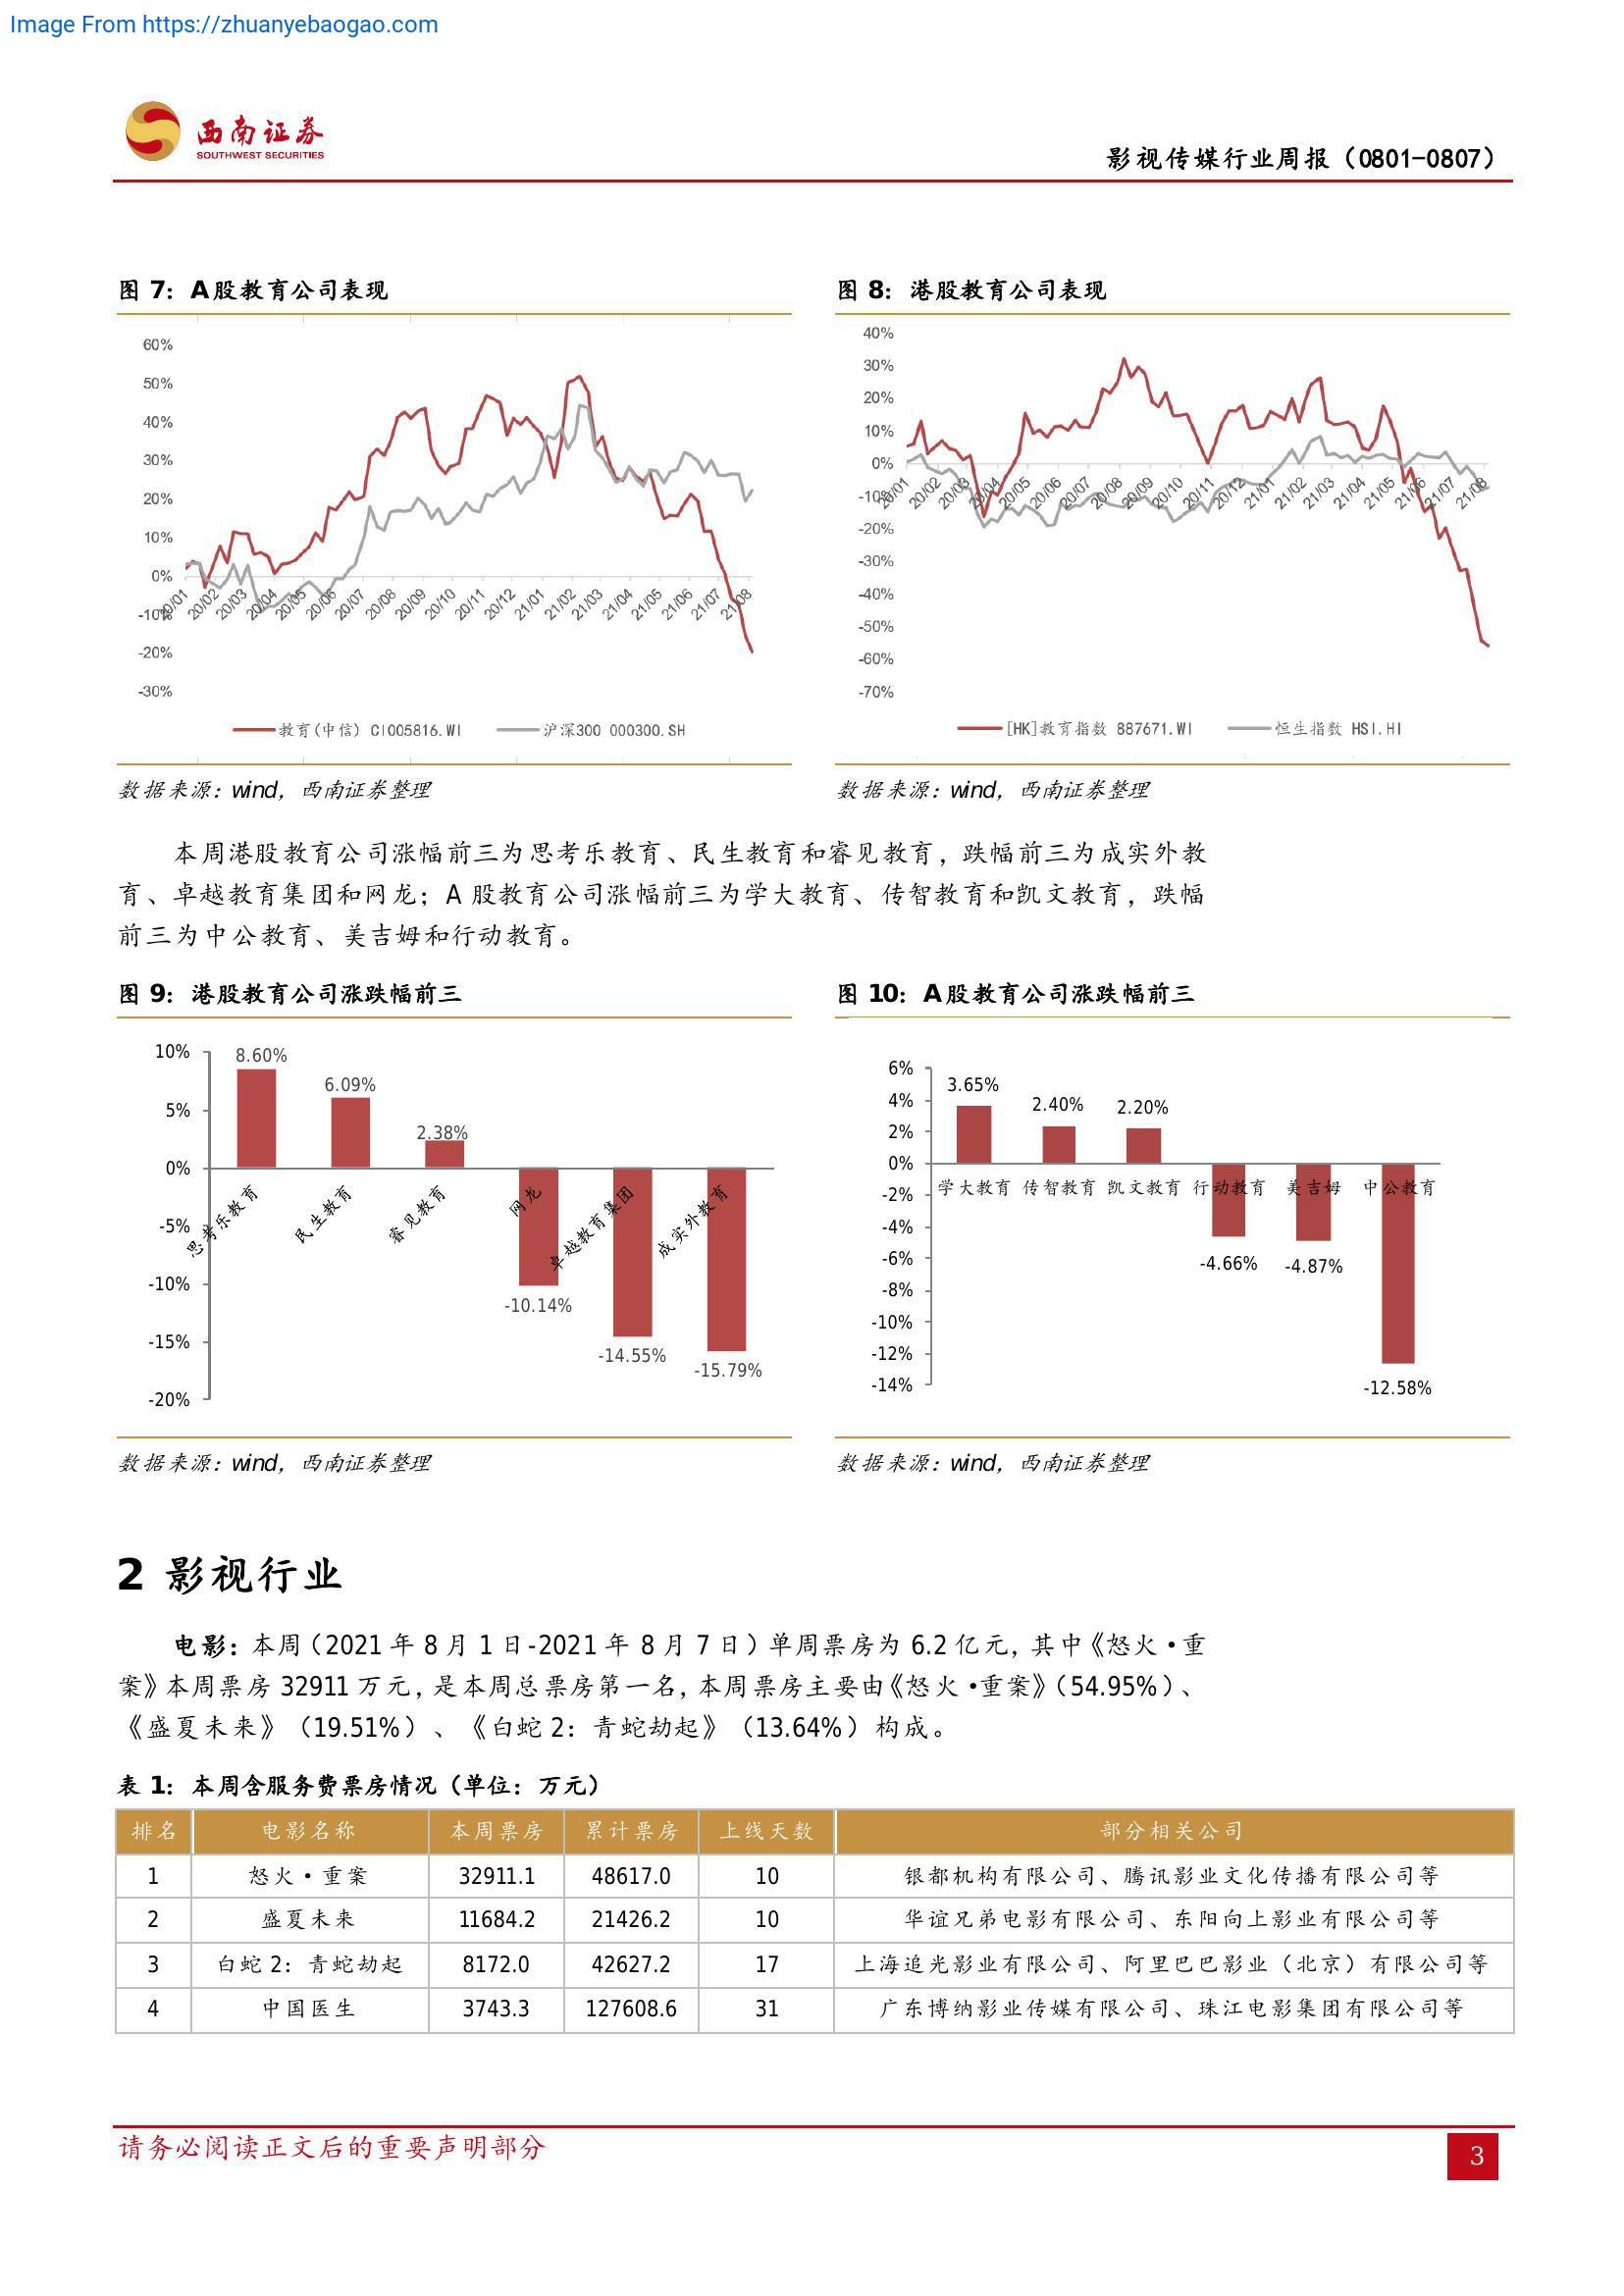 Image From https://zhuanyebaogao.com
西南证券
SOUTHWEST SECURITIES
影视传媒行业周报（0801-0807）
图 7：A 股教育公司表现
60%
50%
40%
30%
20%
10%
0%
-10%
-20%
-30%
20/01 20/02 20/03 20/04 20/05 20/06 20/07 20/08 20/09 20/10 20/11 20/12 21/01 21/02 21/03 21/04 21/05 21/06 21/07 21/08
教育(中信) CI005816.WI 沪深300 000300.SH
数据来源：wind，西南证券整理
图 8：港股教育公司表现
40%
30%
20%
10%
0%
-10%
-20%
-30%
-40%
-50%
-60%
-70%
20/01 20/02 20/03 20/04 20/05 20/06 20/07 20/08 20/09 20/10 20/11 20/12 21/01 21/02 21/03 21/04 21/05 21/06 21/07 21/08
[HK]教育指数 887671.WI 恒生指数 HSI.HI
数据来源：wind，西南证券整理
本周港股教育公司涨幅前三为思考乐教育、民生教育和睿见教育，跌幅前三为成实外教
育、卓越教育集团和网龙；A 股教育公司涨幅前三为学大教育、传智教育和凯文教育，跌幅
前三为中公教育、美吉姆和行动教育。
图 9：港股教育公司涨跌幅前三
10%
5%
0%
-5%
-10%
-15%
-20%
8.60%
6.09%
2.38%
-10.14%
-14.55%
-15.79%
思考乐教育 民生教育 睿见教育 网龙 卓越教育集团 成实外教育
数据来源：wind，西南证券整理
图 10：A 股教育公司涨跌幅前三
6%
4%
2%
0%
-2%
-4%
-6%
-8%
-10%
-12%
-14%
3.65%
2.40%
2.20%
学大教育 传智教育 凯文教育 行动教育 美吉姆 中公教育
-4.66%
-4.87%
-12.58%
数据来源：wind，西南证券整理
2 影视行业
电影：本周（2021 年 8 月 1 日-2021 年 8 月 7 日）单周票房为 6.2 亿元，其中《怒火·重
案》本周票房 32911 万元，是本周总票房第一名，本周票房主要由《怒火·重案》（54.95%）、
《盛夏未来》（19.51%）、《白蛇 2：青蛇劫起》（13.64%）构成。
表 1：本周含服务费票房情况（单位：万元）
排名 电影名称 本周票房 累计票房 上线天数 部分相关公司
1 怒火·重案 32911.1 48617.0 10 银都机构有限公司、腾讯影业文化传播有限公司等
2 盛夏未来 11684.2 21426.2 10 华谊兄弟电影有限公司、东阳向上影业有限公司等
3 白蛇 2：青蛇劫起 8172.0 42627.2 17 上海追光影业有限公司、阿里巴巴影业（北京）有限公司等
4 中国医生 3743.3 127608.6 31 广东博纳影业传媒有限公司、珠江电影集团有限公司等
请务必阅读正文后的重要声明部分
3